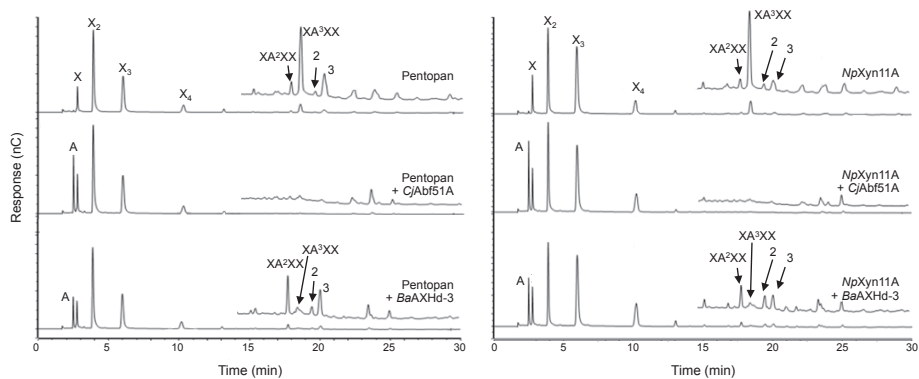 X₂
X
X₃
X₄
XA³XX
XA²XX
2
3
Pentopan
A
Pentopan
+ CjAbf51A
XA³XX
XA²XX
2
3
A
Pentopan
+ BaAXHd-3
Response (nC)
0
5
10
15
20
25
30
Time (min)
X₂
X
X₃
X₄
XA³XX
XA²XX
2
3
NpXyn11A
A
NpXyn11A
+ CjAbf51A
XA³XX
XA²XX
2
3
A
NpXyn11A
+ BaAXHd-3
0
5
10
15
20
25
30
Time (min)